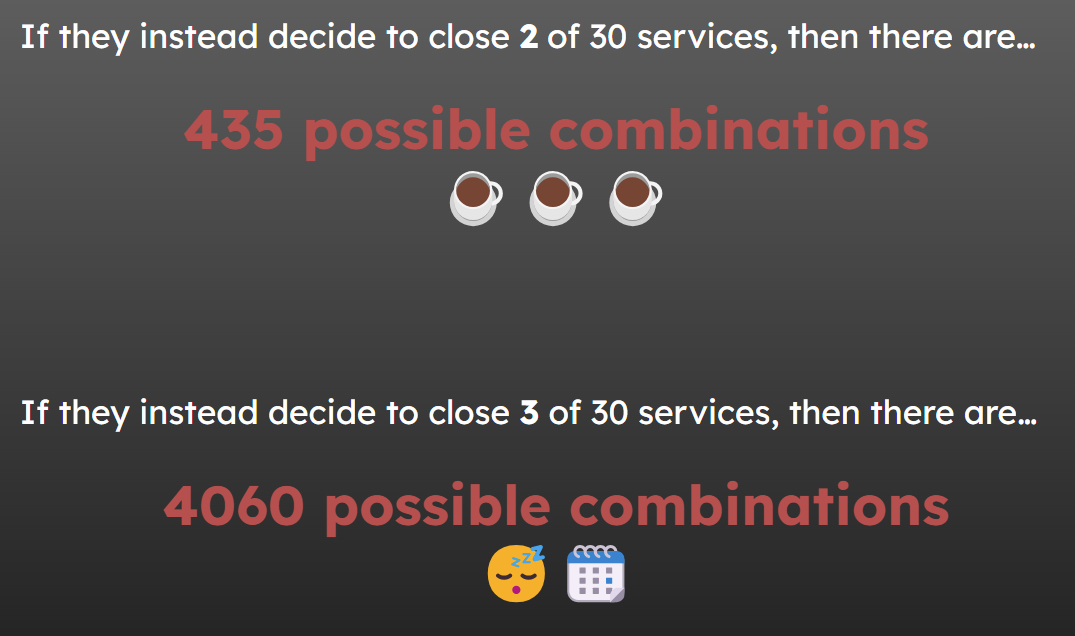 If they instead decide to close 2 of 30 services, then there are...
435 possible combinations
If they instead decide to close 3 of 30 services, then there are...
4060 possible combinations